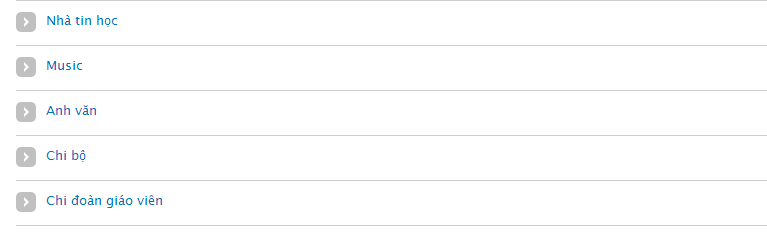 Nhà tin học
Music
Anh văn
Chi bộ
Chi đoàn giáo viên